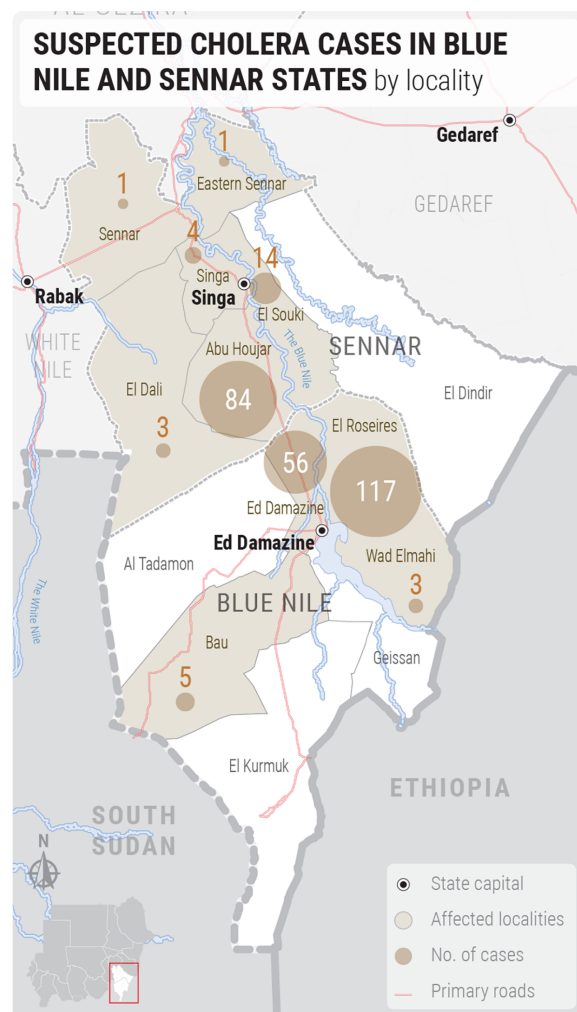 AL GEZIRA
SUSPECTED CHOLERA CASES IN BLUE
NILE AND SENNAR STATES by locality
Gedaref
1
Eastern Sennar
1
GEDAREF
Sennar
4
14
Singa
Singa
Rabak
El Souki
WHITE
NILE
The Blue Nile
SENNAR
Abu Houjar
El Dali
El Dindir
84
3
El Roseires
56
117
Ed Damazine
Ed Damazine
Wad Elmahi
Al Tadamon
3
The White Nile
BLUE NILE
Bau
Geissan
5
El Kurmuk
ETHIOPIA
SOUTH
SUDAN
N
State capital
Affected localities
No. of cases
Primary roads